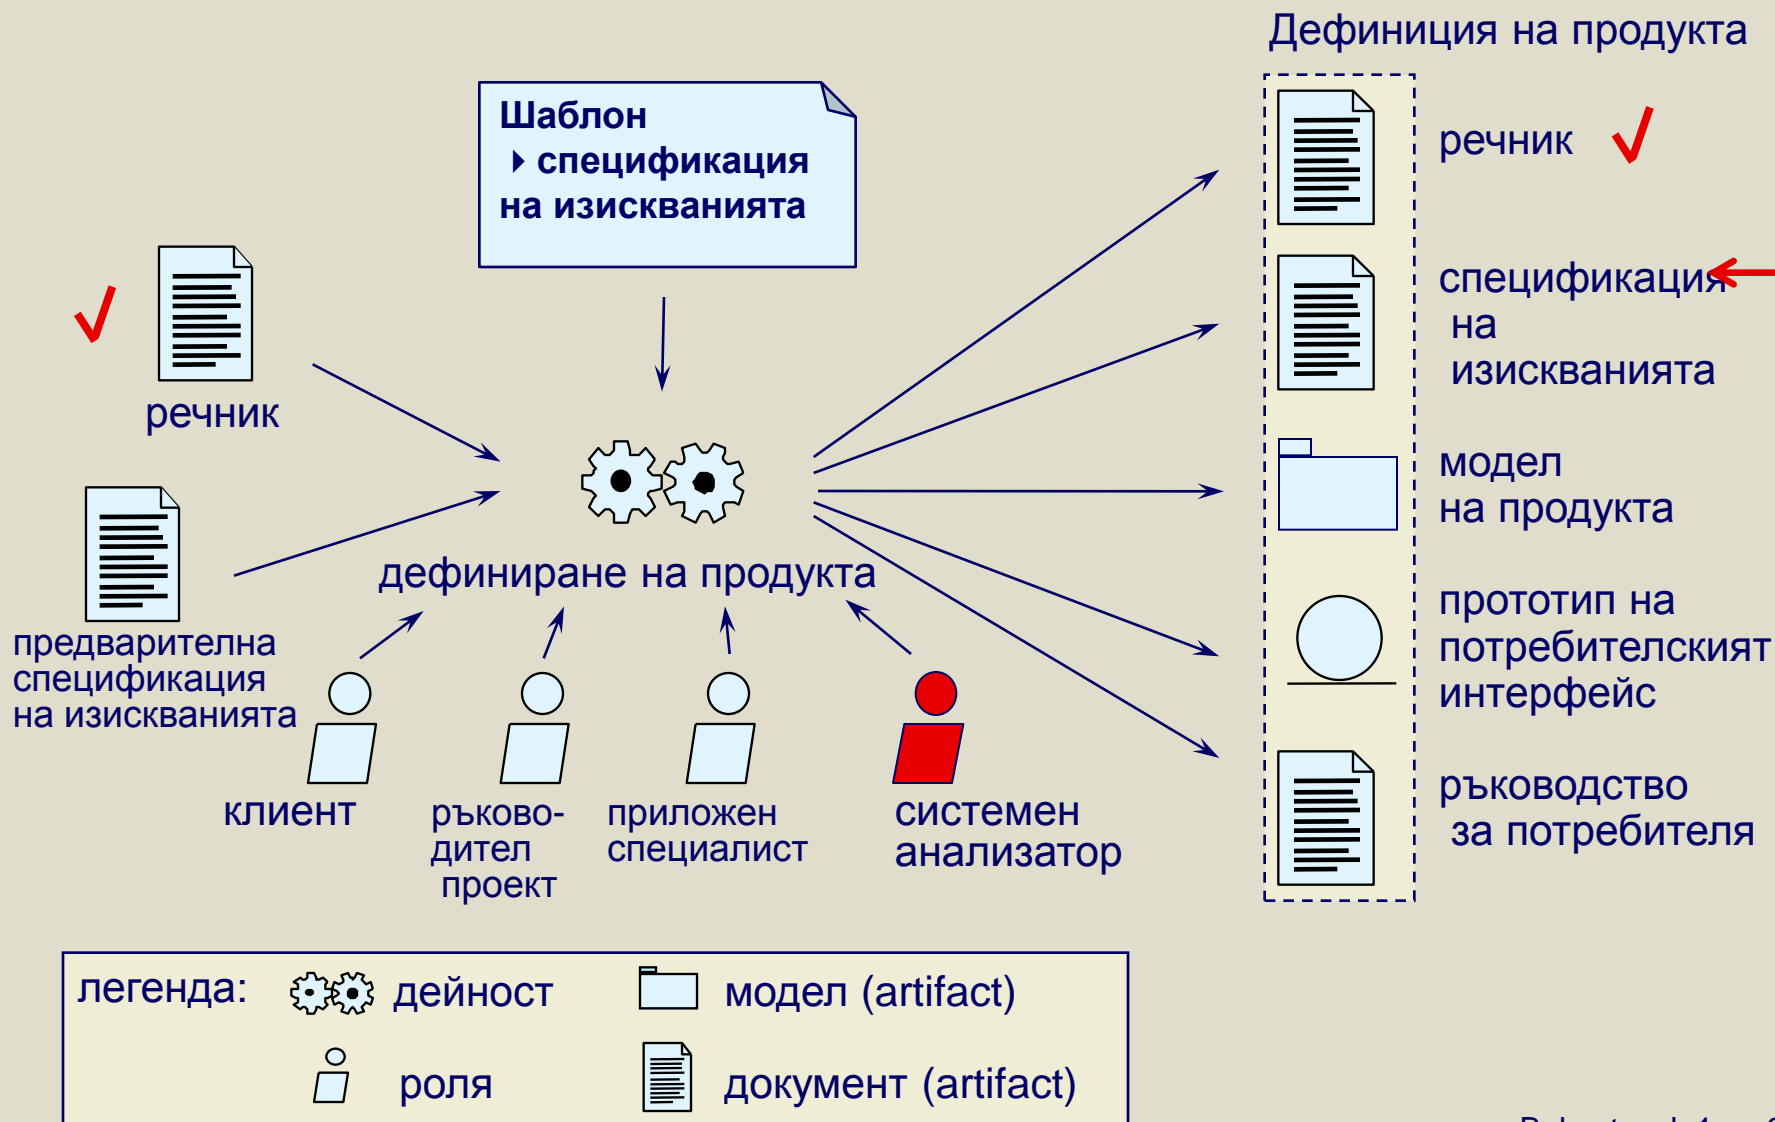 Дефиниция на продукта
Шаблон
спецификация
на изискванията
речник
спецификация
на
изискванията
речник
модел
на продукта
дефиниране на продукта
предварителна
спецификация
на изискванията
прототип на
потребителският
интерфейс
клиент
ръково-
дител
проект
приложен
специалист
системен
анализатор
ръководство
за потребителя
легенда:
дейност
модел (artifact)
роля
документ (artifact)